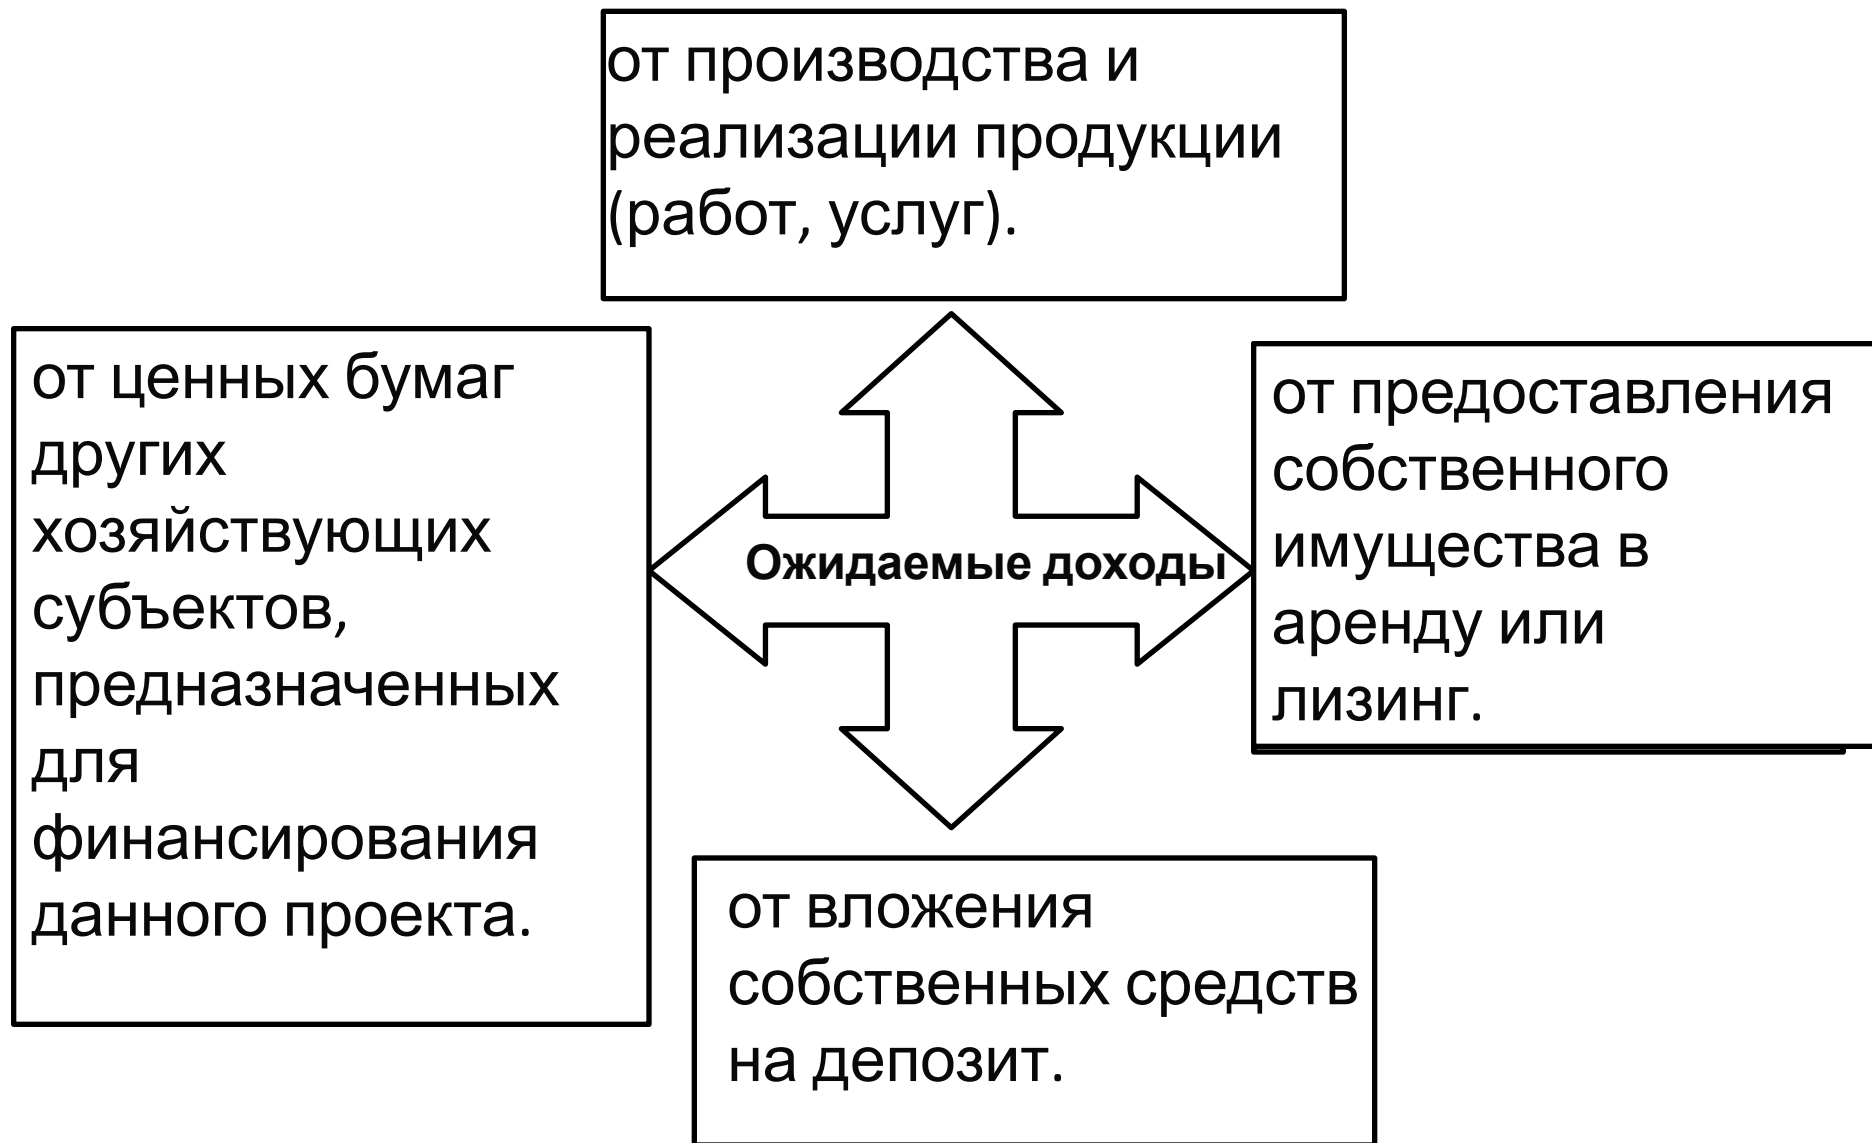 от производства и
реализации продукции
(работ, услуг).
от ценных бумаг
других
хозяйствующих
субъектов,
предназначенных
для
финансирования
данного проекта.
Ожидаемые доходы
от предоставления
собственного
имущества в
аренду или
лизинг.
от вложения
собственных средств
на депозит.